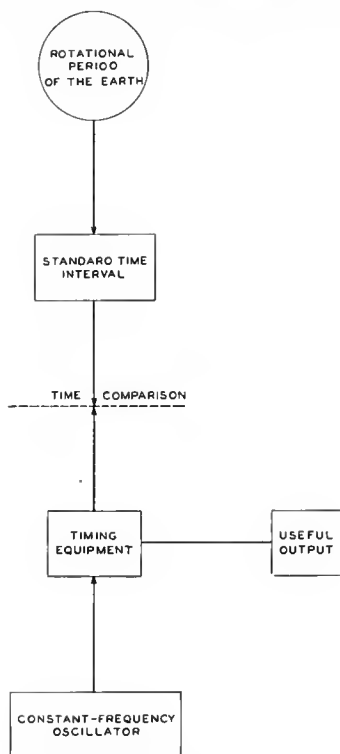 ROTATIONAL
PERIOD
OF THE EARTH
STANDARD TIME
INTERVAL
TIME COMPARISON
TIMING
EQUIPMENT
USEFUL
OUTPUT
CONSTANT-FREQUENCY
OSCILLATOR